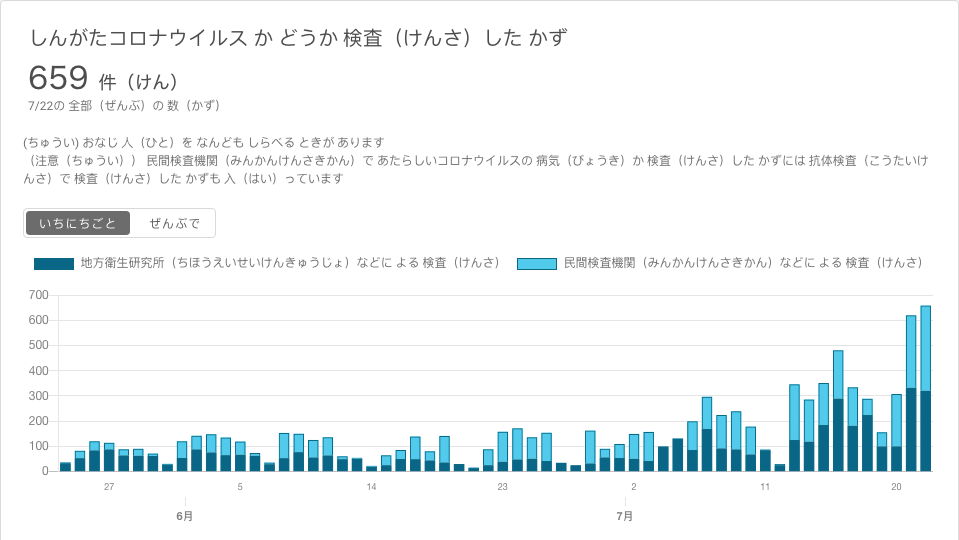 しんがたコロナウイルス か どうか 検査（けんさ）した かず
659 件（けん）
7/22の 全部（ぜんぶ）の 数（かず）
(ちゅうい) おなじ 人（ひと）を なんども しらべる ときが あります
（注意（ちゅうい）） 民間検査機関（みんかんけんさきかん）で あたらしいコロナウイルスの 病気（びょうき）か 検査（けんさ）した かずには 抗体検査（こうたいけ
んさ）で 検査（けんさ）した かずも 入（はい）っています
いちにちごと ぜんぶで
地方衛生研究所（ちほうえいせいけんきゅうじょ）などに よる 検査（けんさ） 民間検査機関（みんかんけんさきかん）などに よる 検査（けんさ）
700
600
500
400
300
200
100
0
27 5 14 23 2 11 20
6月 7月